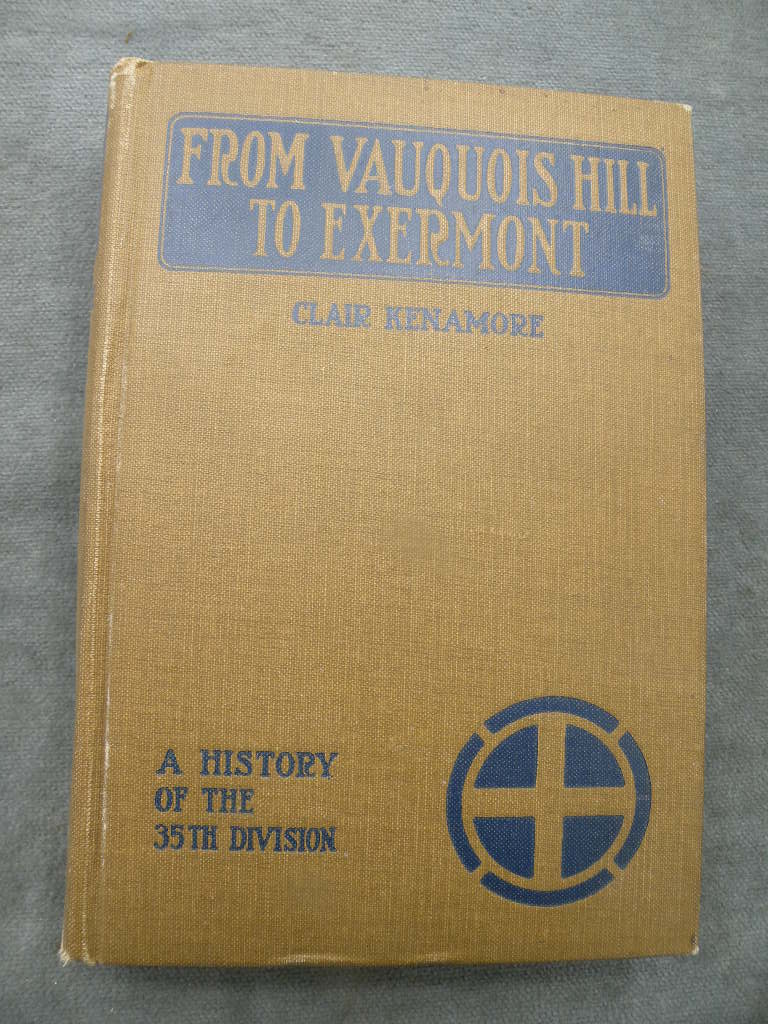 FROM VAUQUOIS HILL
TO EXERMONT
CLAIR KENAMORE
A HISTORY
OF THE
35TH DIVISION